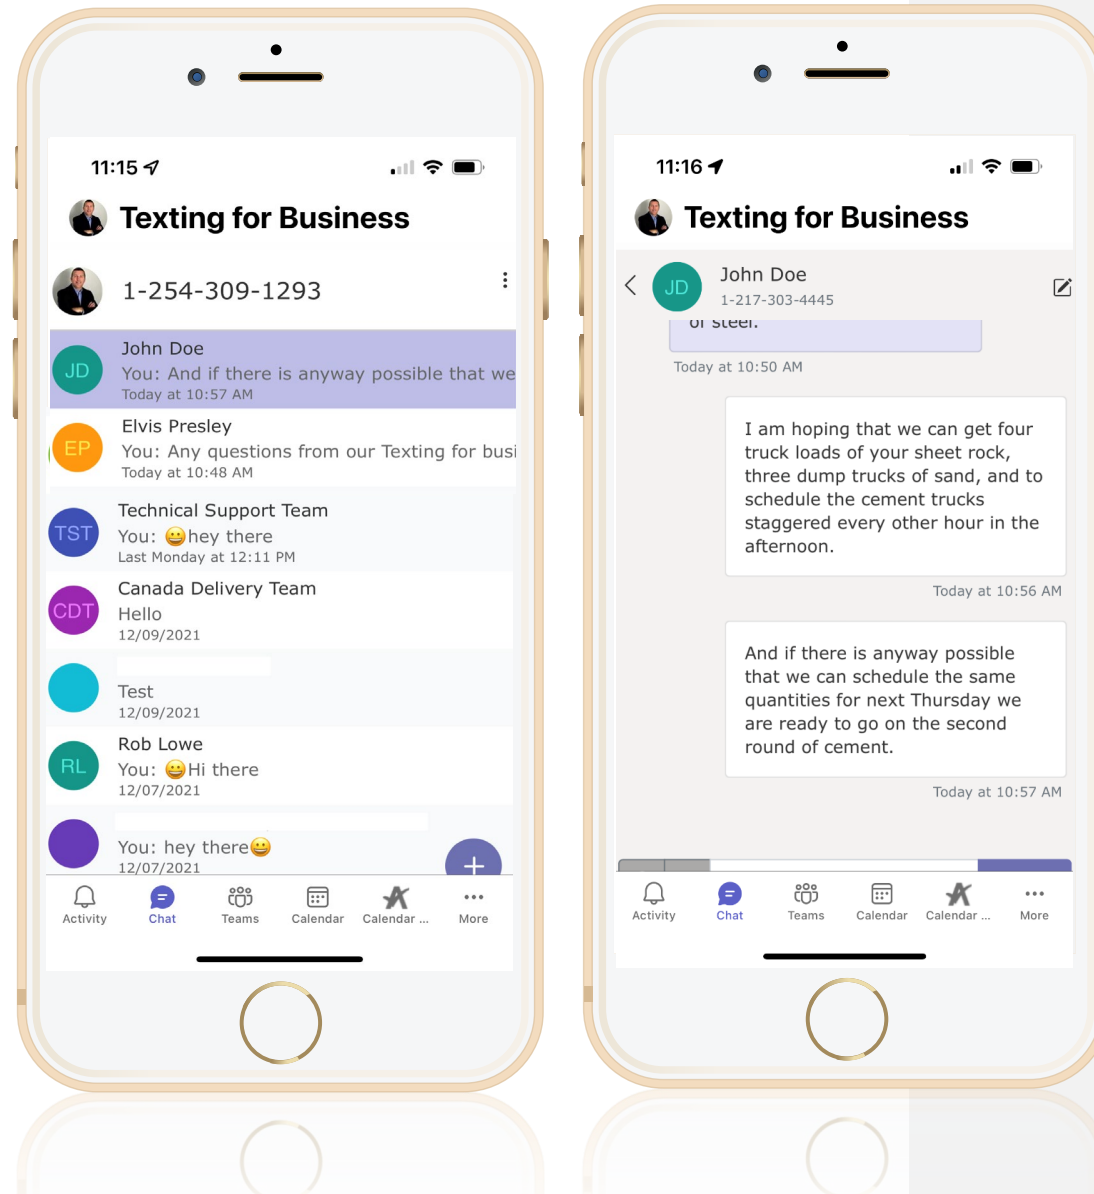 11:15
Texting for Business
1-254-309-1293
JD
John Doe
You: And if there is anyway possible that we
Today at 10:57 AM
EP
Elvis Presley
You: Any questions from our Texting for busi
Today at 10:48 AM
TST
Technical Support Team
You: 😀hey there
Last Monday at 12:11 PM
CDT
Canada Delivery Team
Hello
12/09/2021
Test
12/09/2021
RL
Rob Lowe
You: 😀Hi there
12/07/2021
You: hey there😀
12/07/2021
Activity
Chat
Teams
Calendar
Calendar ...
More
11:16
Texting for Business
JD
John Doe
1-217-303-4445
of steel.
Today at 10:50 AM
I am hoping that we can get four
truck loads of your sheet rock,
three dump trucks of sand, and to
schedule the cement trucks
staggered every other hour in the
afternoon.
Today at 10:56 AM
And if there is anyway possible
that we can schedule the same
quantities for next Thursday we
are ready to go on the second
round of cement.
Today at 10:57 AM
Activity
Chat
Teams
Calendar
Calendar ...
More